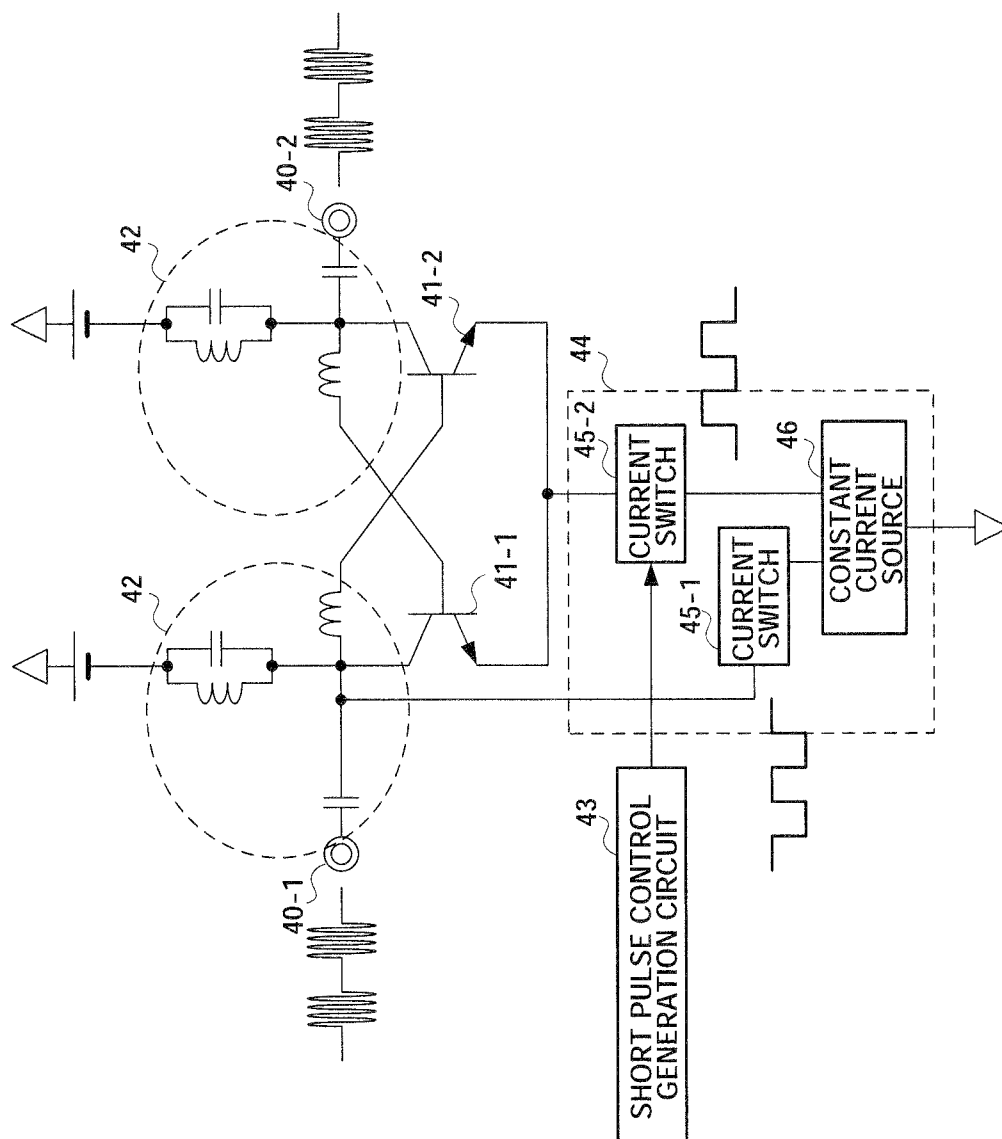 42
42
40-2
40-1
41-2
41-1
44
45-2
CURRENT
SWITCH
45-1
CURRENT
SWITCH
46
CONSTANT
CURRENT
SOURCE
43
SHORT PULSE CONTROL
GENERATION CIRCUIT